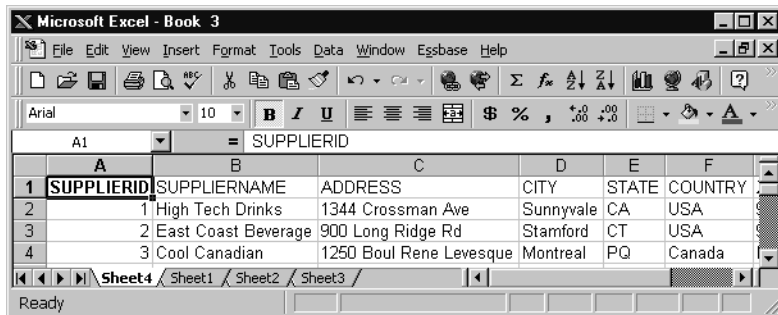 Microsoft Excel - Book 3
File Edit View Insert Format Tools Data Window Essbase Help
Arial 10 B I U $ % ,
A1 = SUPPLIERID
A B C D E F
1 SUPPLIERID SUPPLIERNAME ADDRESS CITY STATE COUNTRY
2 1 High Tech Drinks 1344 Crossman Ave Sunnyvale CA USA
3 2 East Coast Beverage 900 Long Ridge Rd Stamford CT USA
4 3 Cool Canadian 1250 Boul Rene Levesque Montreal PQ Canada
Sheet4 Sheet1 Sheet2 Sheet3
Ready